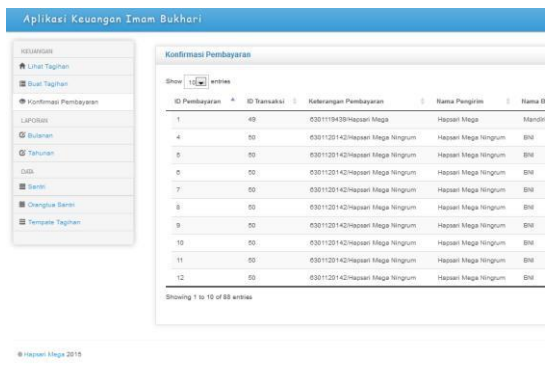 Aplikasi Keuangan Imam Bukhari
KEUANGAN
Lihat Tagihan
Buat Tagihan
Konfirmasi Pembayaran
LAPORAN
Bulanan
Tahunan
DATA
Santri
Orangtua Santri
Tempate Tagihan
Konfirmasi Pembayaran
Show 10 entries
ID Pembayaran ID Transaksi Keterangan Pembayaran Nama Pengirim Nama B
1 49 6301119439/Hapsari Mega Hapsari Mega Mandiri
4 50 6301120142/Hapsari Mega Ningrum Hapsari Mega Ningrum BNI
5 50 6301120142/Hapsari Mega Ningrum Hapsari Mega Ningrum BNI
6 50 6301120142/Hapsari Mega Ningrum Hapsari Mega Ningrum BNI
7 50 6301120142/Hapsari Mega Ningrum Hapsari Mega Ningrum BNI
8 50 6301120142/Hapsari Mega Ningrum Hapsari Mega Ningrum BNI
9 50 6301120142/Hapsari Mega Ningrum Hapsari Mega Ningrum BNI
10 50 6301120142/Hapsari Mega Ningrum Hapsari Mega Ningrum BNI
11 50 6301120142/Hapsari Mega Ningrum Hapsari Mega Ningrum BNI
12 50 6301120142/Hapsari Mega Ningrum Hapsari Mega Ningrum BNI
Showing 1 to 10 of 88 entries
© Hapsari Mega 2015